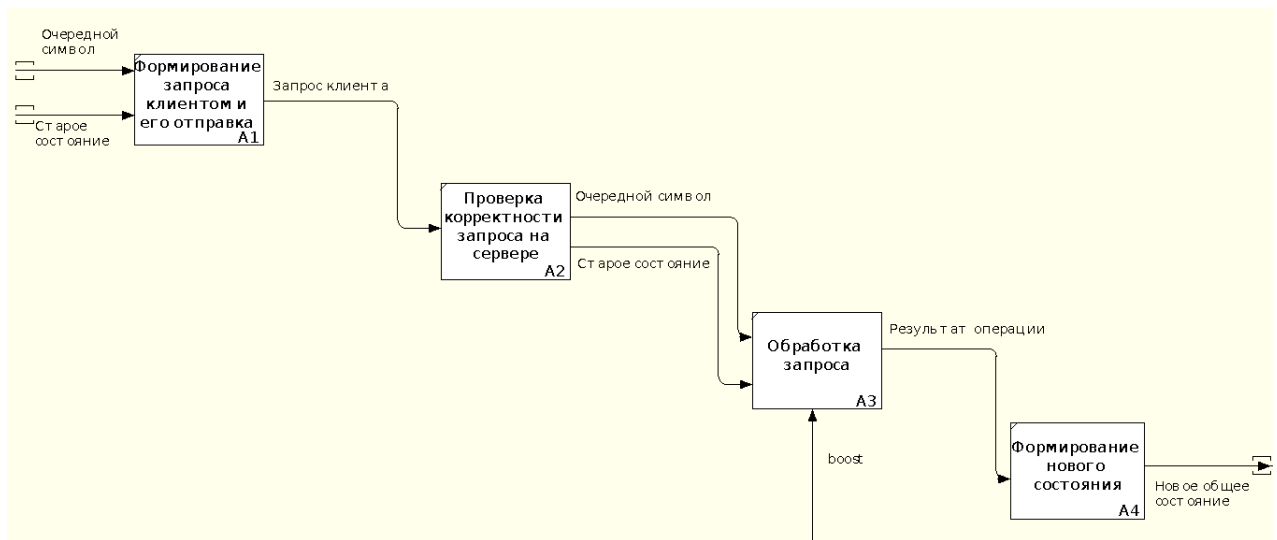 Очередной
символ
Старое
состояние
Формирование
запроса
клиентом и
его отправка
A1
Запрос клиента
Проверка
корректности
запроса на
сервере
A2
Очередной символ
Старое состояние
Обработка
запроса
A3
boost
Результат операции
Формирование
нового
состояния
A4
Новое общее
состояние